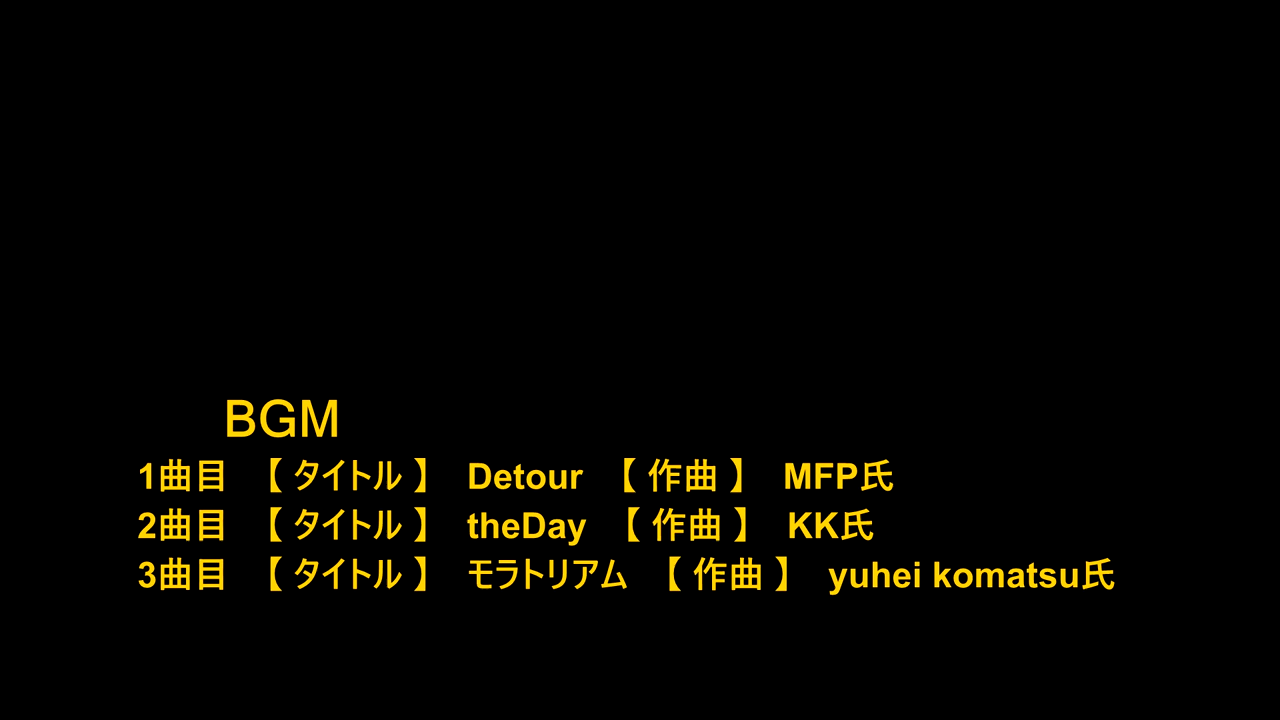 BGM
1曲目 【 タイトル 】 Detour 【 作曲 】 MFP氏
2曲目 【 タイトル 】 theDay 【 作曲 】 KK氏
3曲目 【 タイトル 】 モラトリアム 【 作曲 】 yuhei komatsu氏